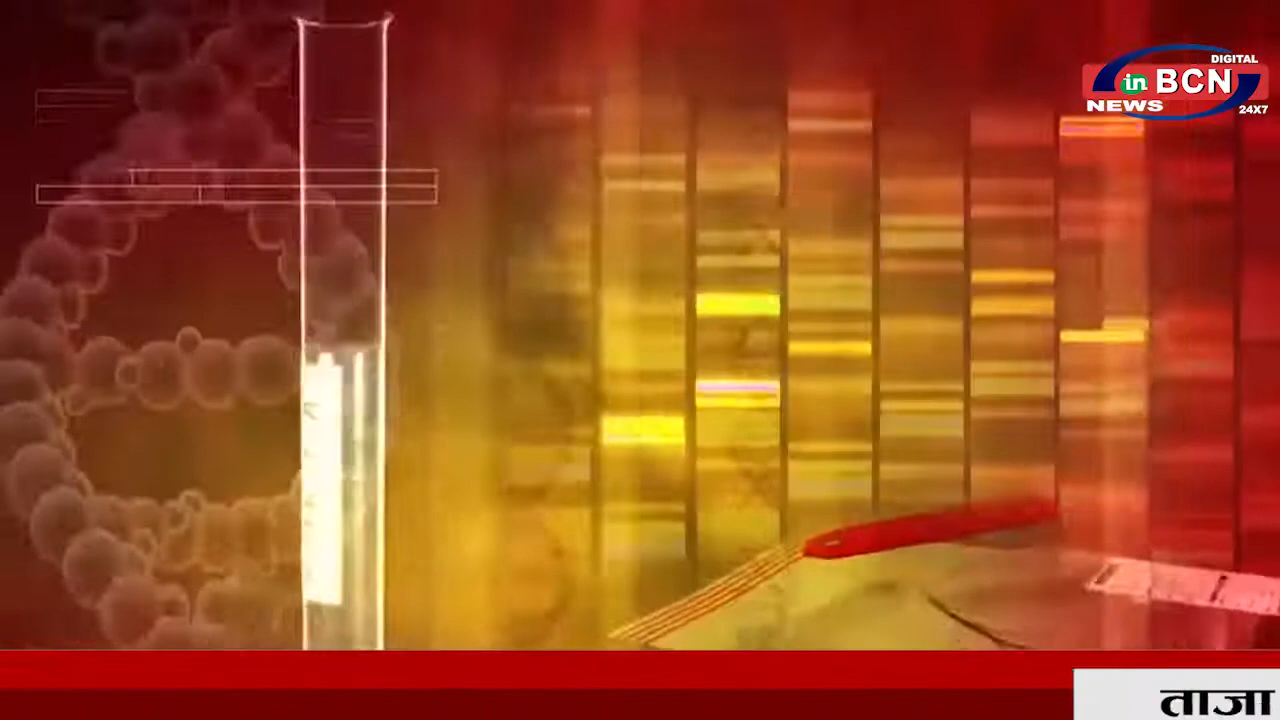 DIGITAL
in BCN
NEWS
24X7
ताजा